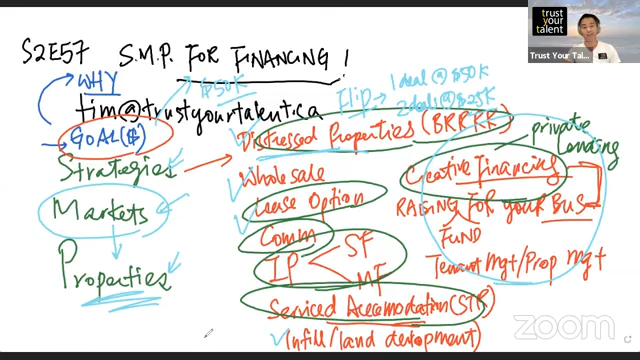 trust
your
talent
Trust Your Tal...
S2E57 S.M.P. FOR FINANCING!
WHY
$50K
Flip
1 deal @ $50K
2 deal @ $25K
tim@trustyourtalent.ca
GOAL($)
Distressed Properties (BRRRR)
private
Lending
Strategies
Wholesale
Creative Financing
Lease Option
RAISING FOR YOUR BUS
FUND
Markets
Comm
IP
SF
MF
Tenant Mgt/Prop Mgt
Properties
Serviced Accomodation (STR)
Infill/land development)
zoom